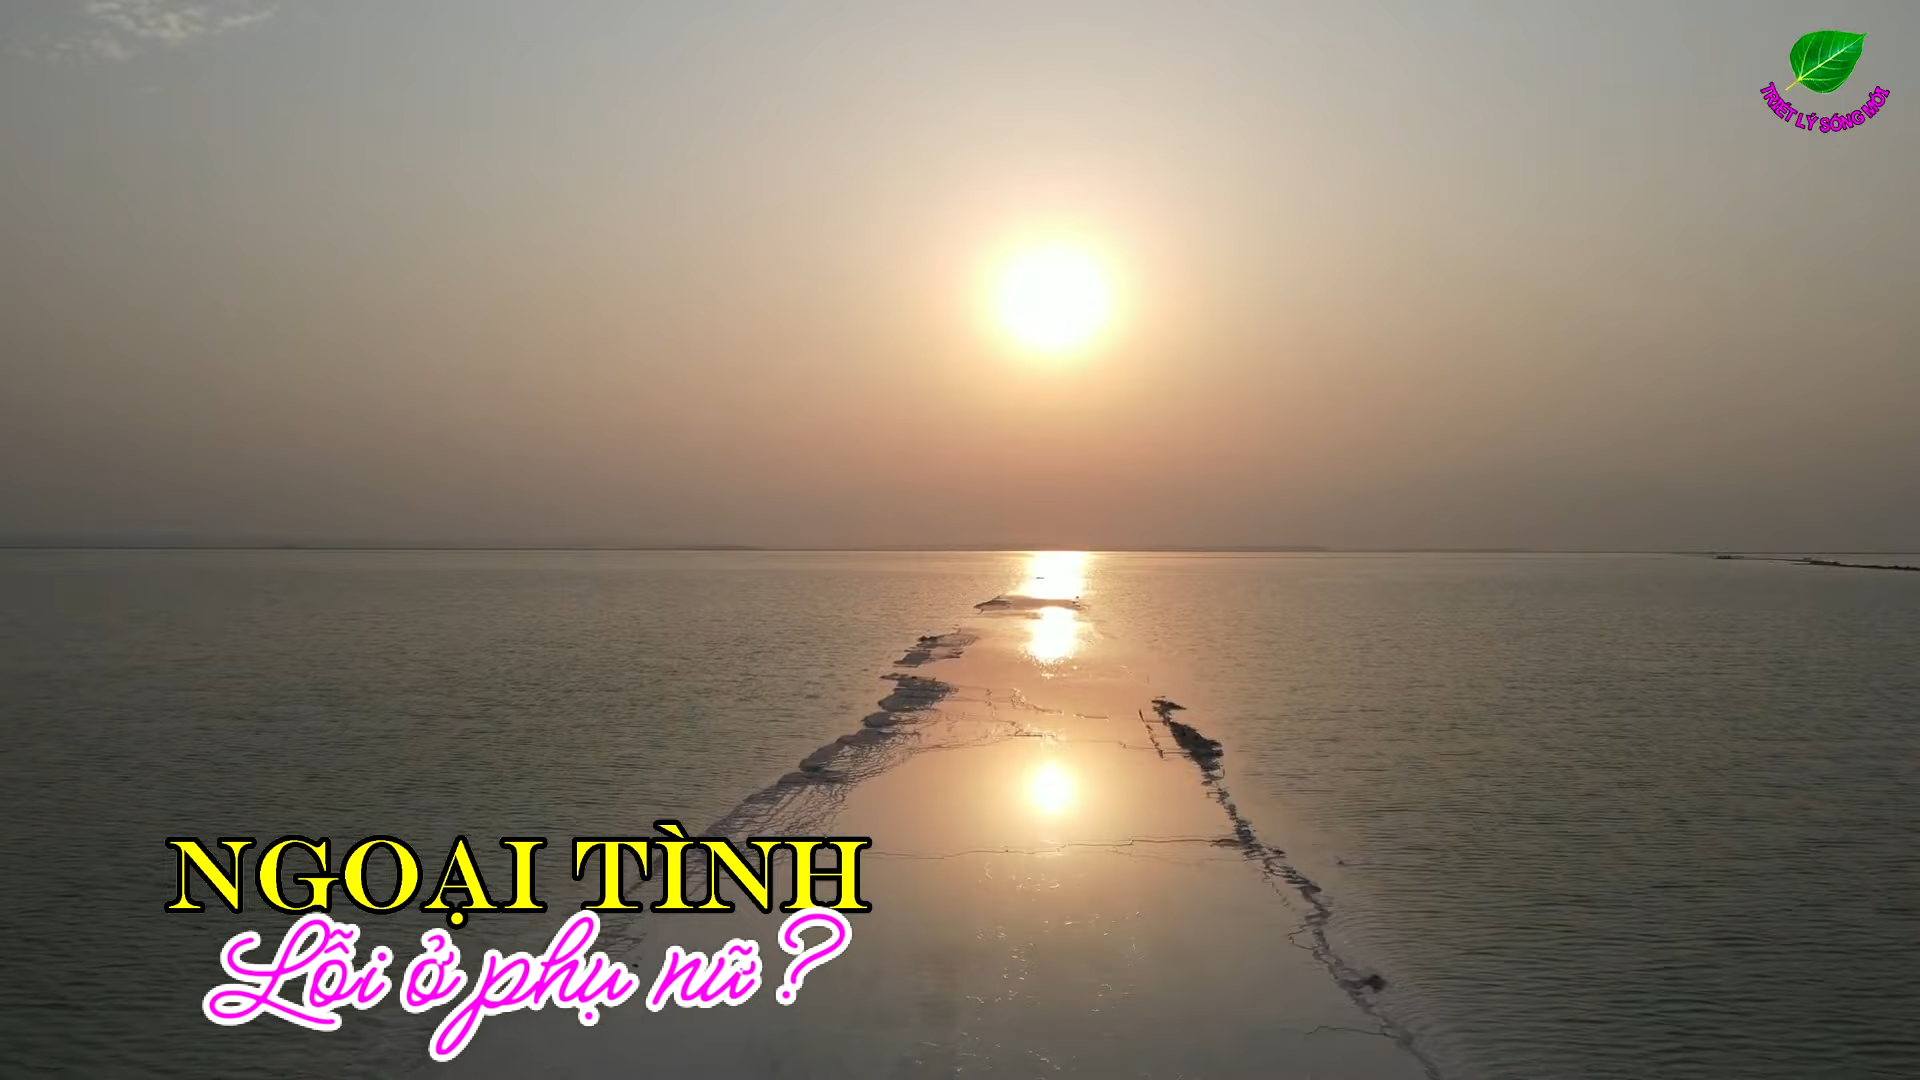 TRIẾT LÝ SỐNG MỚI
NGOẠI TÌNH
Lỗi ở phụ nữ?